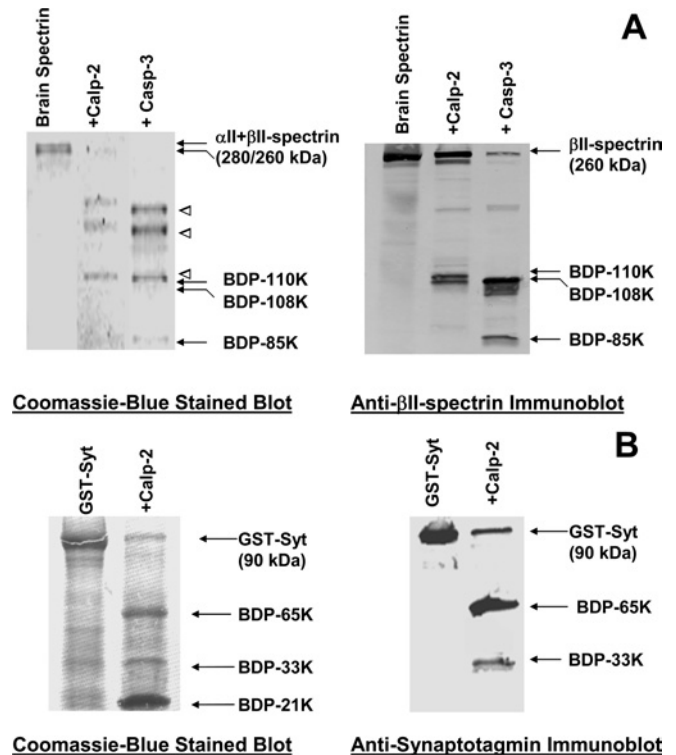 A
Brain Spectrin
+Calp-2
+ Casp-3
αII+βII-spectrin
(280/260 kDa)
BDP-110K
BDP-108K
BDP-85K
Coomassie-Blue Stained Blot
Brain Spectrin
+Calp-2
+ Casp-3
βII-spectrin
(260 kDa)
BDP-110K
BDP-108K
BDP-85K
Anti-βII-spectrin Immunoblot
B
GST-Syt
+Calp-2
GST-Syt
(90 kDa)
BDP-65K
BDP-33K
BDP-21K
Coomassie-Blue Stained Blot
GST-Syt
+Calp-2
GST-Syt
(90 kDa)
BDP-65K
BDP-33K
Anti-Synaptotagmin Immunoblot